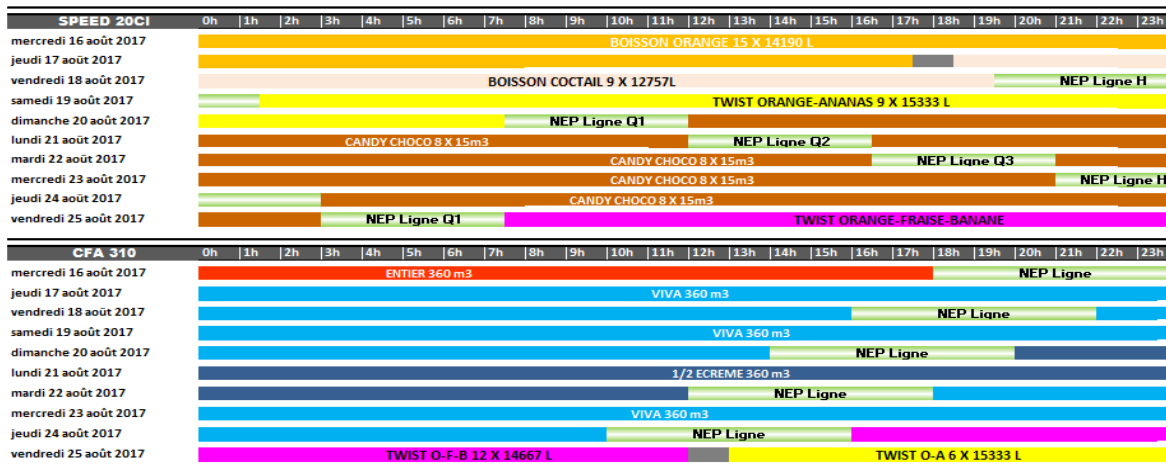 SPEED 20CI 0h |1h |2h |3h |4h |5h |6h |7h |8h |9h |10h |11h |12h |13h |14h |15h |16h |17h |18h |19h |20h |21h |22h |23h
mercredi 16 août 2017 BOISSON ORANGE 15 X 14190 L
jeudi 17 août 2017
vendredi 18 août 2017 BOISSON COCTAIL 9 X 12757L NEP Ligne H
samedi 19 août 2017 TWIST ORANGE-ANANAS 9 X 15333 L
dimanche 20 août 2017 NEP Ligne Q1
lundi 21 août 2017 CANDY CHOCO 8 X 15m3 NEP Ligne Q2
mardi 22 août 2017 CANDY CHOCO 8 X 15m3 NEP Ligne Q3
mercredi 23 août 2017 CANDY CHOCO 8 X 15m3 NEP Ligne H
jeudi 24 août 2017 CANDY CHOCO 8 X 15m3
vendredi 25 août 2017 NEP Ligne Q1 TWIST ORANGE-FRAISE-BANANE
CFA 310 0h |1h |2h |3h |4h |5h |6h |7h |8h |9h |10h |11h |12h |13h |14h |15h |16h |17h |18h |19h |20h |21h |22h |23h
mercredi 16 août 2017 ENTIER 360 m3 NEP Ligne
jeudi 17 août 2017 VIVA 360 m3
vendredi 18 août 2017 NEP Ligne
samedi 19 août 2017 VIVA 360 m3
dimanche 20 août 2017 NEP Ligne
lundi 21 août 2017 1/2 ECREME 360 m3
mardi 22 août 2017 NEP Ligne
mercredi 23 août 2017 VIVA 360 m3
jeudi 24 août 2017 NEP Ligne
vendredi 25 août 2017 TWIST O-F-B 12 X 14667 L TWIST O-A 6 X 15333 L